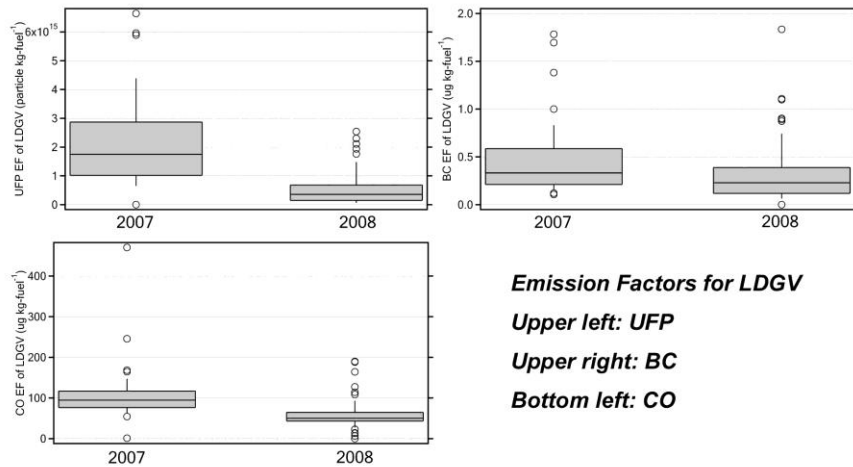 UFP EF of LDGV (particle kg-fuel⁻¹)
6x10¹⁵
5
4
3
2
1
0
2007 2008
BC EF of LDGV (ug kg-fuel⁻¹)
2.0
1.5
1.0
0.5
0.0
2007 2008
CO EF of LDGV (ug kg-fuel⁻¹)
400
300
200
100
0
2007 2008
Emission Factors for LDGV
Upper left: UFP
Upper right: BC
Bottom left: CO